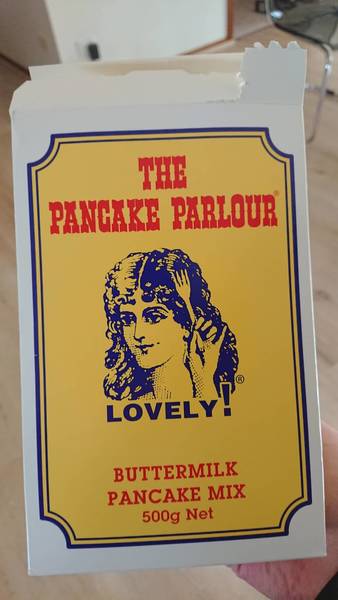 THE
PANCAKE PARLOUR®
LOVELY!®
BUTTERMILK
PANCAKE MIX
500g Net